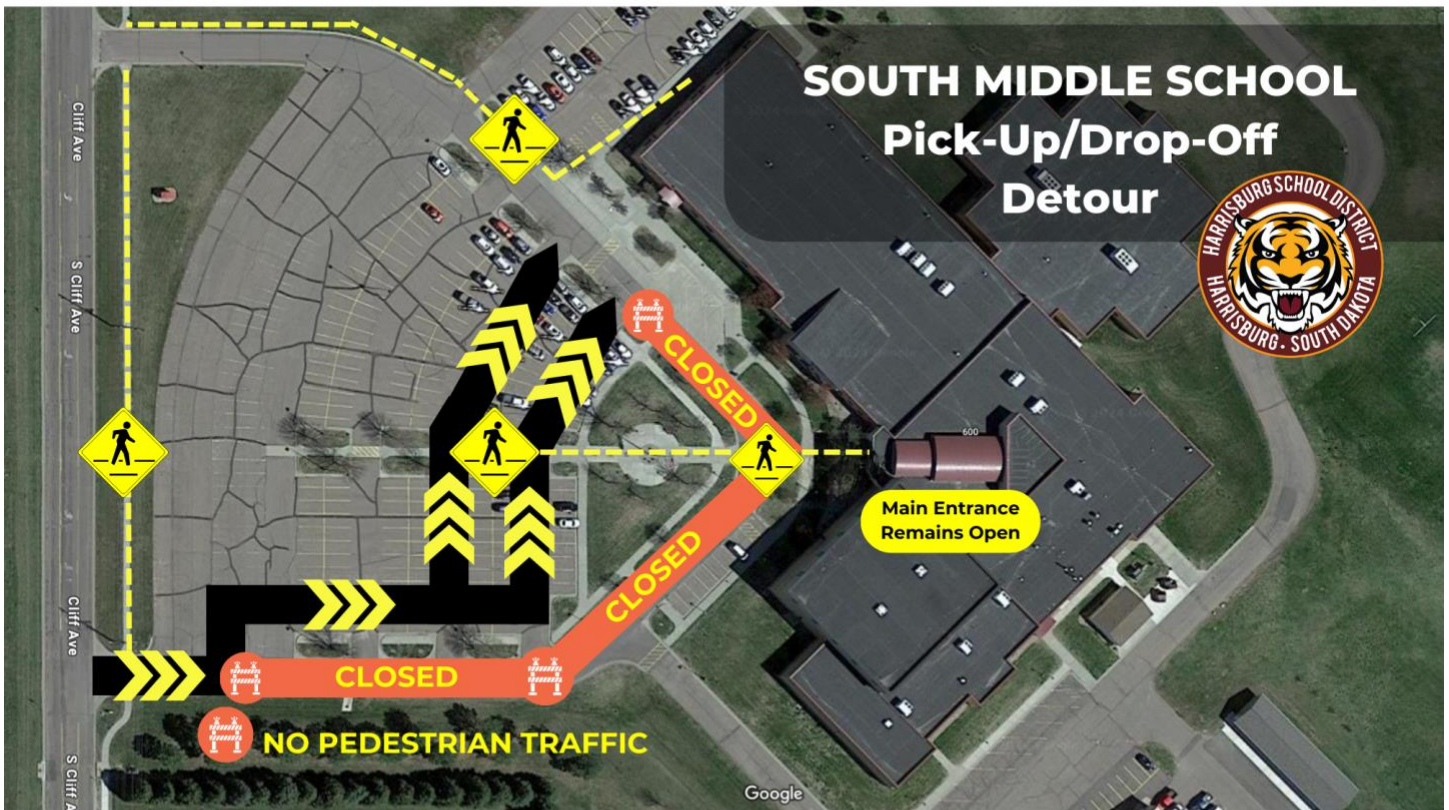 SOUTH MIDDLE SCHOOL
Pick-Up/Drop-Off
Detour
HARRISBURG SCHOOL DISTRICT
HARRISBURG • SOUTH DAKOTA
Cliff Ave
S Cliff Ave
Cliff Ave
S Cliff A
CLOSED
CLOSED
CLOSED
600
Main Entrance
Remains Open
NO PEDESTRIAN TRAFFIC
Google